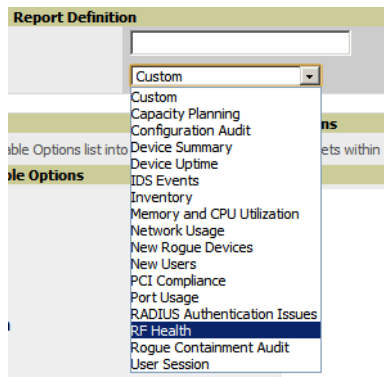 Report Definition
Custom
Custom
Capacity Planning
Configuration Audit
ns
able Options list into
Device Summary
ets within
Device Uptime
ble Options
IDS Events
Inventory
Memory and CPU Utilization
Network Usage
New Rogue Devices
New Users
PCI Compliance
Port Usage
RADIUS Authentication Issues
RF Health
Rogue Containment Audit
User Session